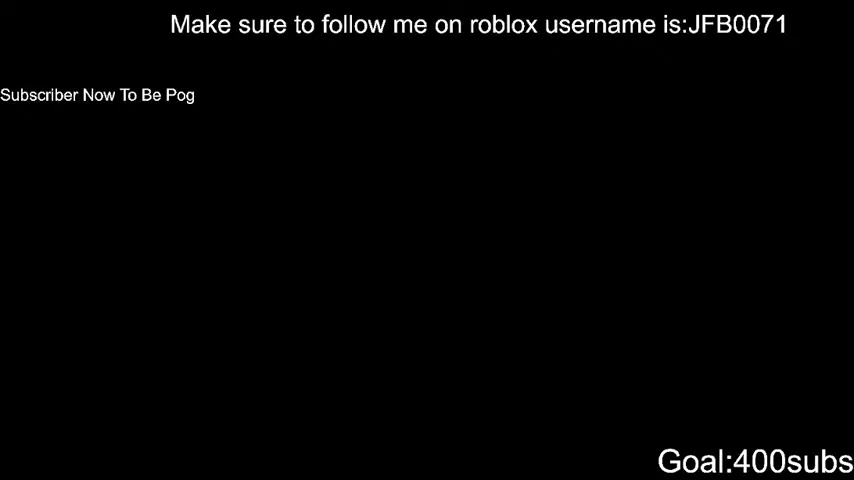 Make sure to follow me on roblox username is:JFB0071
Subscriber Now To Be Pog
Goal:400subs